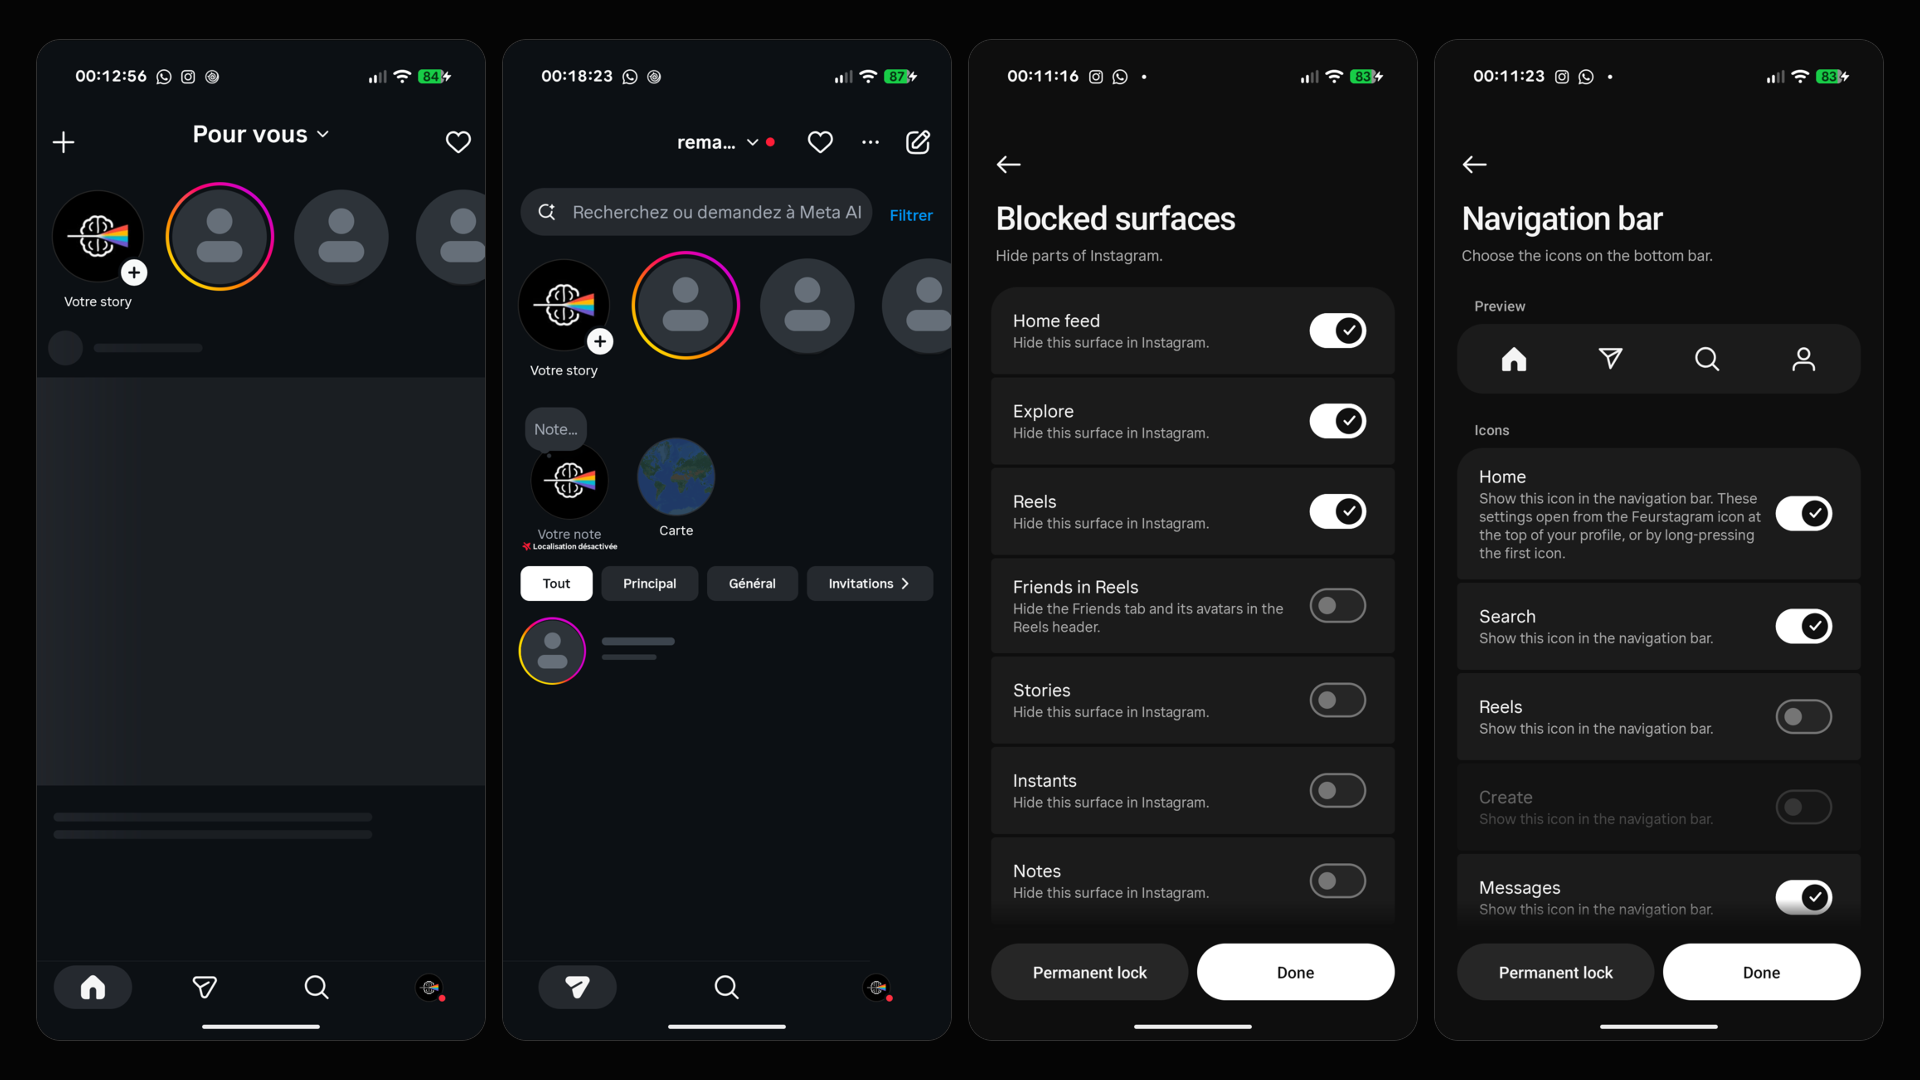 00:12:56
84
Pour vous
Votre story
00:18:23
87
rema...
Recherchez ou demandez à Meta AI
Filtrer
Votre story
Note...
Votre note
Localisation désactivée
Carte
Tout
Principal
Général
Invitations
00:11:16
83
Blocked surfaces
Hide parts of Instagram.
Home feed
Hide this surface in Instagram.
Explore
Hide this surface in Instagram.
Reels
Hide this surface in Instagram.
Friends in Reels
Hide the Friends tab and its avatars in the
Reels header.
Stories
Hide this surface in Instagram.
Instants
Hide this surface in Instagram.
Notes
Hide this surface in Instagram.
Permanent lock
Done
00:11:23
83
Navigation bar
Choose the icons on the bottom bar.
Preview
Icons
Home
Show this icon in the navigation bar. These
settings open from the Feurstagram icon at
the top of your profile, or by long-pressing
the first icon.
Search
Show this icon in the navigation bar.
Reels
Show this icon in the navigation bar.
Create
Show this icon in the navigation bar.
Messages
Show this icon in the navigation bar.
Permanent lock
Done